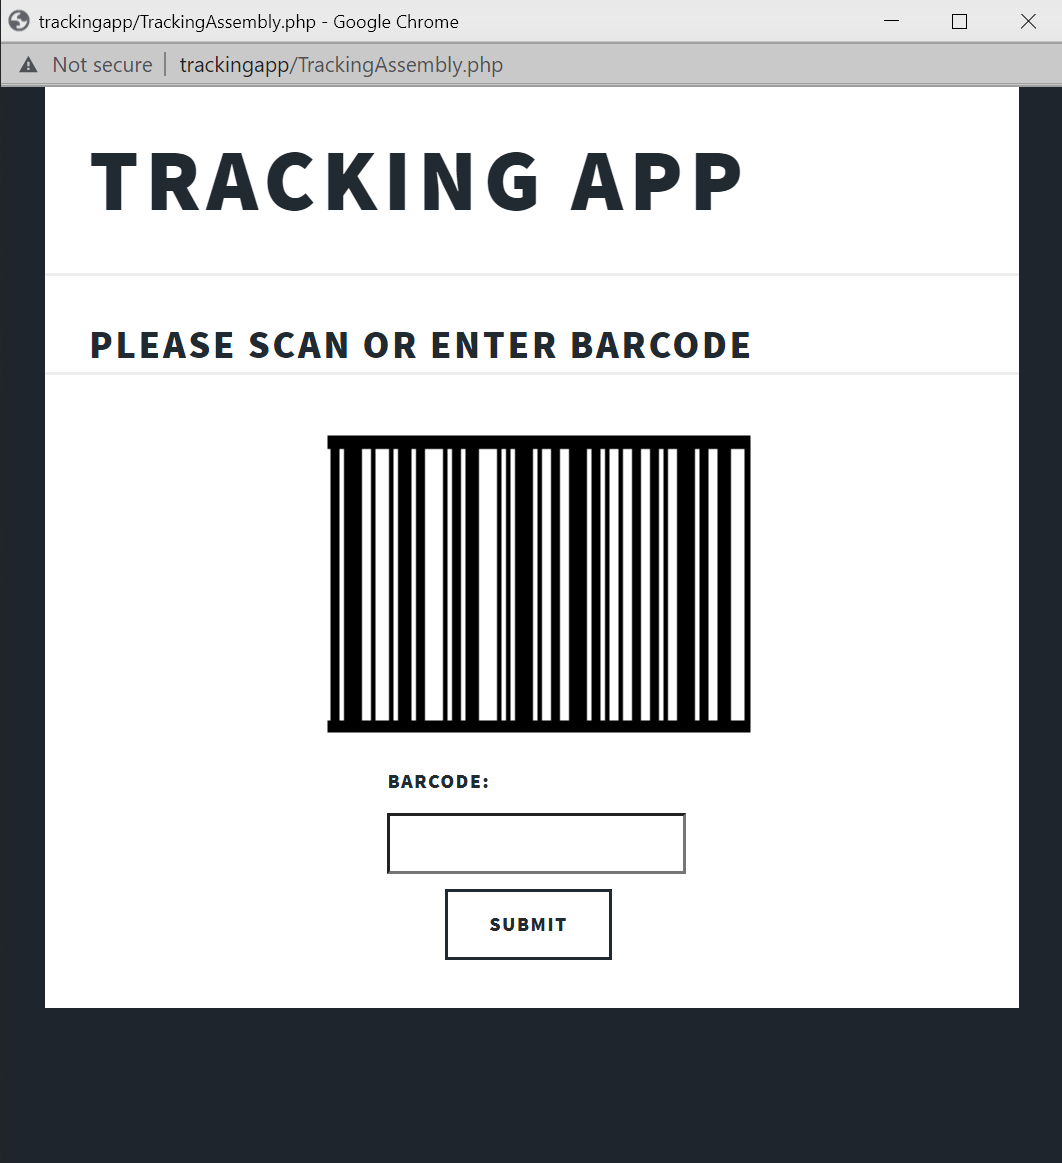 trackingapp/TrackingAssembly.php - Google Chrome
Not secure | trackingapp/TrackingAssembly.php
TRACKING APP
PLEASE SCAN OR ENTER BARCODE
BARCODE:
SUBMIT